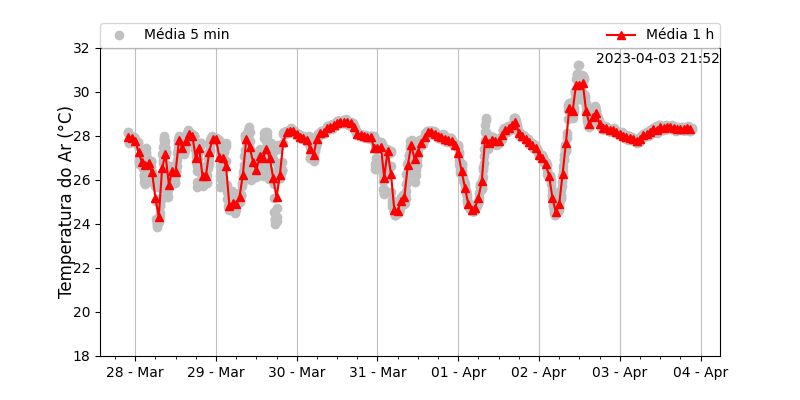 Média 5 min
Média 1 h
2023-04-03 21:52
Temperatura do Ar (°C)
32
30
28
26
24
22
20
18
28 - Mar
29 - Mar
30 - Mar
31 - Mar
01 - Apr
02 - Apr
03 - Apr
04 - Apr